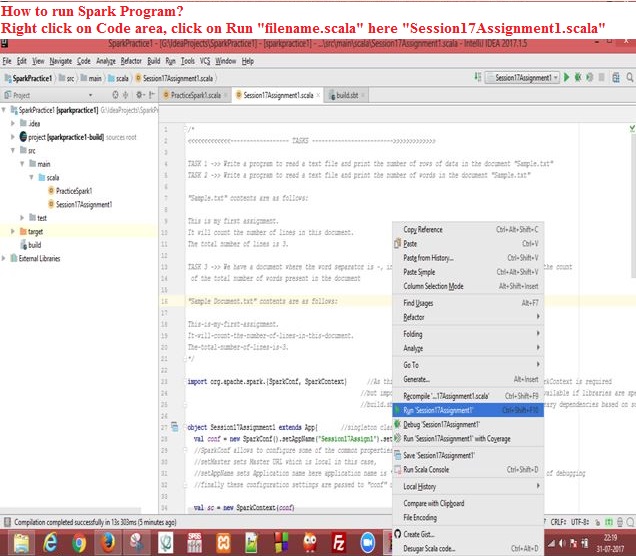 How to run Spark Program?
Right click on Code area, click on Run "filename.scala" here "Session17Assignment1.scala"
SparkPractice1 - [G:\IdeaProjects\SparkPractice1] - [sparkpractice1] - ...\src\main\scala\Session17Assignment1.scala - IntelliJ IDEA 2017.1.5
File Edit View Navigate Code Analyze Refactor Build Run Tools VCS Window Help
SparkPractice1 src main scala Session17Assignment1.scala Session17Assignment1
Project PracticeSpark1.scala Session17Assignment1.scala build.sbt
SparkPractice1 [sparkpractice1]
.idea
project [sparkpractice1-build] sources root
src
main
scala
PracticeSpark1
Session17Assignment1
test
target
build
External Libraries
/*
<<<<<<<<<<<<<----------------- TASKS ----------------------->>>>>>>>>>>>>
TASK 1 ->> Write a program to read a text file and print the number of rows of data in the document "Sample.txt"
TASK 2 ->> Write a program to read a text file and print the number of words in the document "Sample.txt"
"Sample.txt" contents are as follows:
This is my first assignment.
It will count the number of lines in this document.
The total number of lines is 3.
TASK 3 ->> We have a document where the word separator is -, in the count
of the total number of words present in the document
"Sample Document.txt" contents are as follows:
This-is-my-first-assignment.
It-will-count-the-number-of-lines-in-this-document.
The-total-number-of-lines-is-3.
*/
import org.apache.spark.{SparkConf, SparkContext} //As th rkContext is required
//but impo f available if libraries are spe
//build.sb ary dependencies based on sc
object Session17Assignment1 extends App{ //singleton clas
val conf = new SparkConf().setAppName("Session17Assign1").set
//SparkConf allows to configure some of the common properties
//setMaster sets Master URL which is local in this case,
//setAppName sets Application name here application name is " of debugging
//finally these configuration settings are passed to "conf"
val sc = new SparkContext(conf)
Copy Reference Ctrl+Alt+Shift+C
Paste Ctrl+V
Paste from History... Ctrl+Shift+V
Paste Simple Ctrl+Alt+Shift+V
Column Selection Mode Alt+Shift+Insert
Find Usages Alt+F7
Refactor
Folding
Analyze
Go To
Generate... Alt+Insert
Recompile '...17Assignment1.scala' Ctrl+Shift+F9
Run 'Session17Assignment1' Ctrl+Shift+F10
Debug 'Session17Assignment1'
Run 'Session17Assignment1' with Coverage
Save 'Session17Assignment1'
Run Scala Console Ctrl+Shift+D
Local History
Compare with Clipboard
File Encoding
Create Gist...
Desugar Scala code... Ctrl+Alt+D
Compilation completed successfully in 13s 303ms (5 minutes ago) CRLF: UTF-8:
22:19
31-07-2017